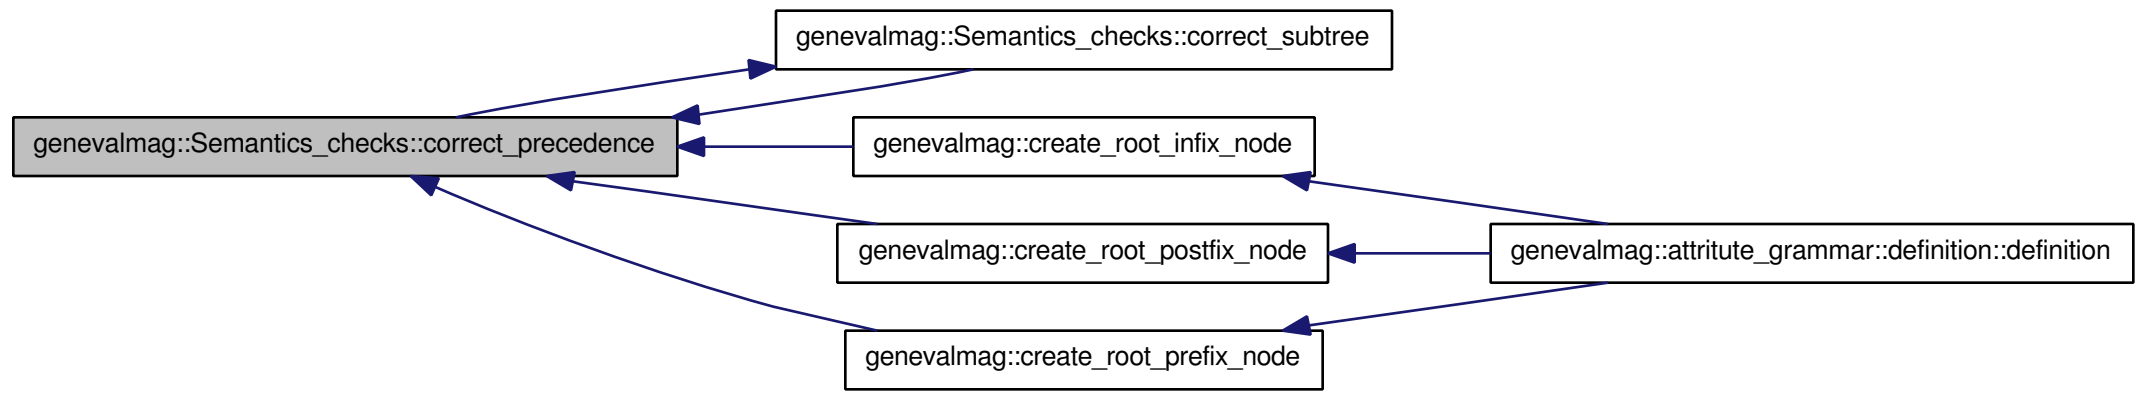 genevalmag::Semantics_checks::correct_subtree
genevalmag::Semantics_checks::correct_precedence
genevalmag::create_root_infix_node
genevalmag::create_root_postfix_node
genevalmag::attritute_grammar::definition::definition
genevalmag::create_root_prefix_node